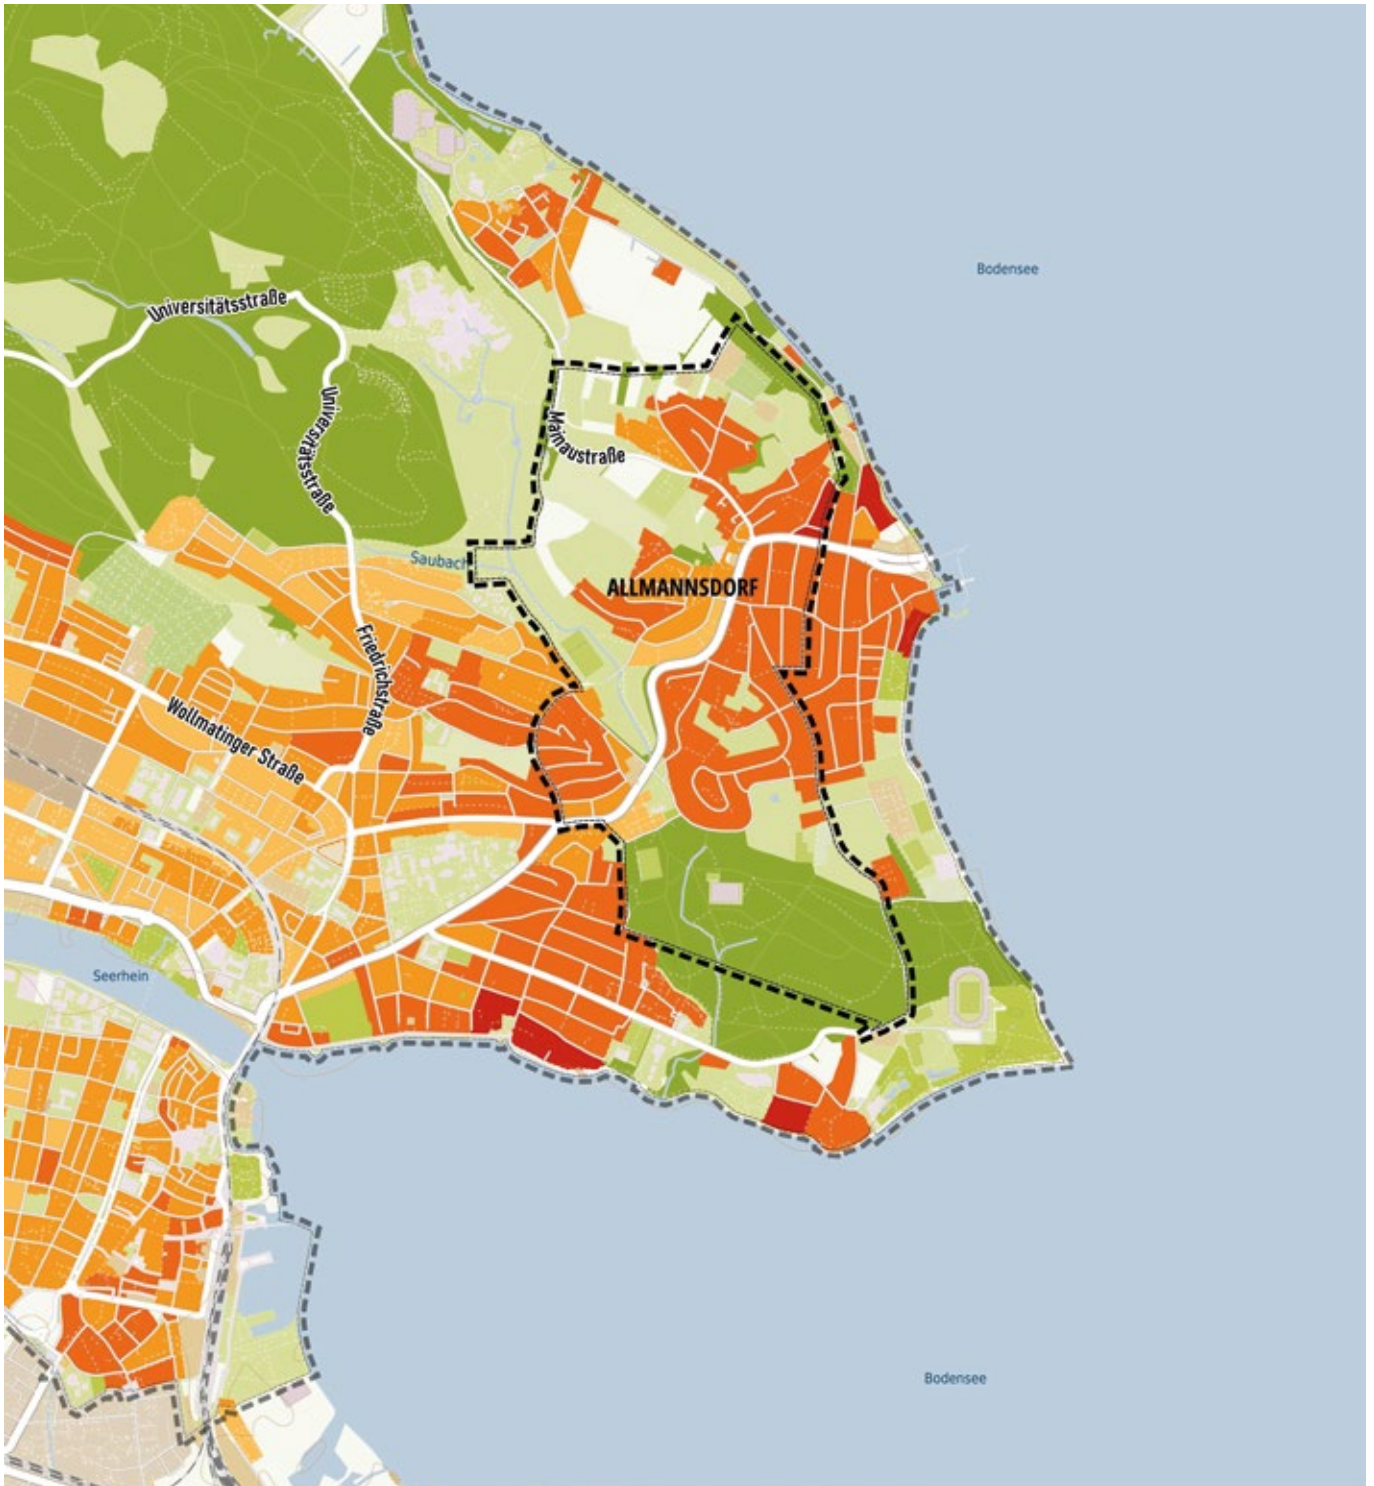 Bodensee
Universitätsstraße
Universitätsstraße
Mainaustraße
Saubach
ALLMANNSDORF
Friedrichstraße
Wollmatinger Straße
Seerhein
Bodensee